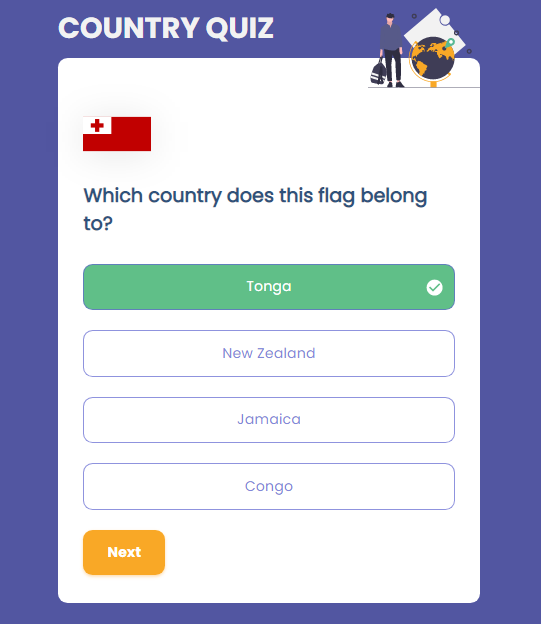 COUNTRY QUIZ
Which country does this flag belong
to?
Tonga
New Zealand
Jamaica
Congo
Next